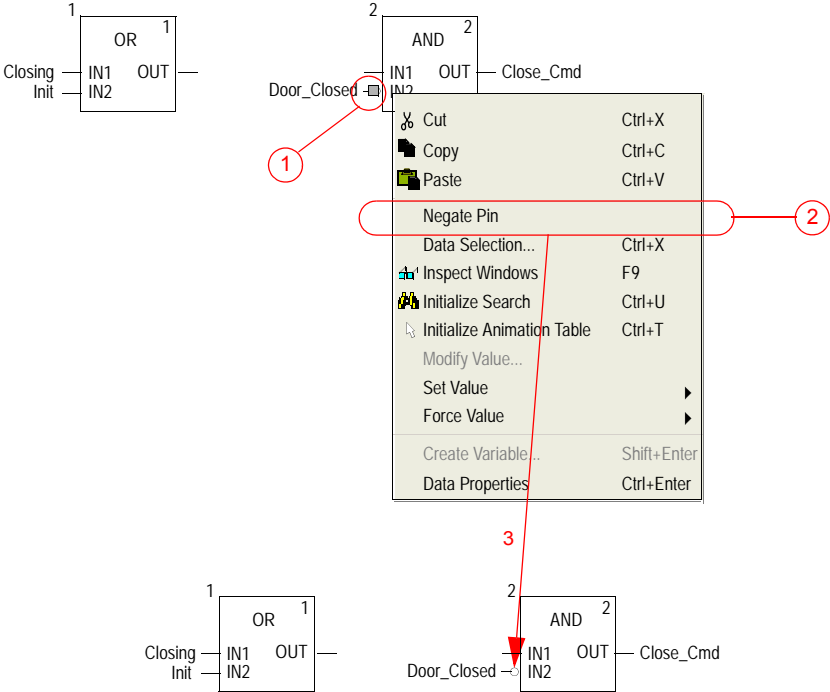 1
2
1
2
OR
AND
Closing
IN1
OUT
IN1
OUT
Close_Cmd
Init
IN2
Door_Closed
IN2
1
Cut Ctrl+X
Copy Ctrl+C
Paste Ctrl+V
Negate Pin
2
Data Selection... Ctrl+X
Inspect Windows F9
Initialize Search Ctrl+U
Initialize Animation Table Ctrl+T
Modify Value...
Set Value
Force Value
Create Variable... Shift+Enter
Data Properties Ctrl+Enter
3
1
2
1
2
OR
AND
Closing
IN1
OUT
IN1
OUT
Close_Cmd
Init
IN2
Door_Closed
IN2